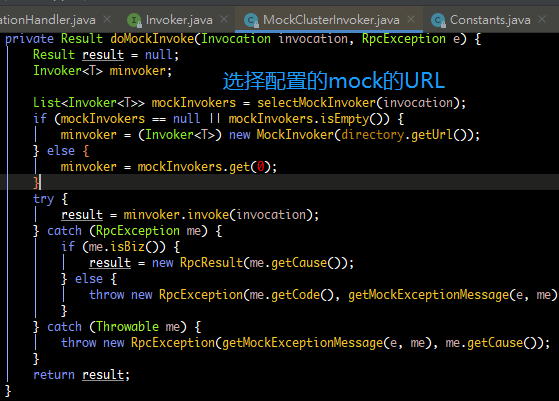 ationHandler.java
Invoker.java
MockClusterInvoker.java
Constants.java
private Result doMockInvoke(Invocation invocation, RpcException e) {
Result result = null;
Invoker<T> minvoker;
选择配置的mock的URL
List<Invoker<T>> mockInvokers = selectMockInvoker(invocation);
if (mockInvokers == null || mockInvokers.isEmpty()) {
minvoker = (Invoker<T>) new MockInvoker(directory.getUrl());
} else {
minvoker = mockInvokers.get(0);
}
try {
result = minvoker.invoke(invocation);
} catch (RpcException me) {
if (me.isBiz()) {
result = new RpcResult(me.getCause());
} else {
throw new RpcException(me.getCode(), getMockExceptionMessage(e, me)
}
} catch (Throwable me) {
throw new RpcException(getMockExceptionMessage(e, me), me.getCause());
}
return result;
}